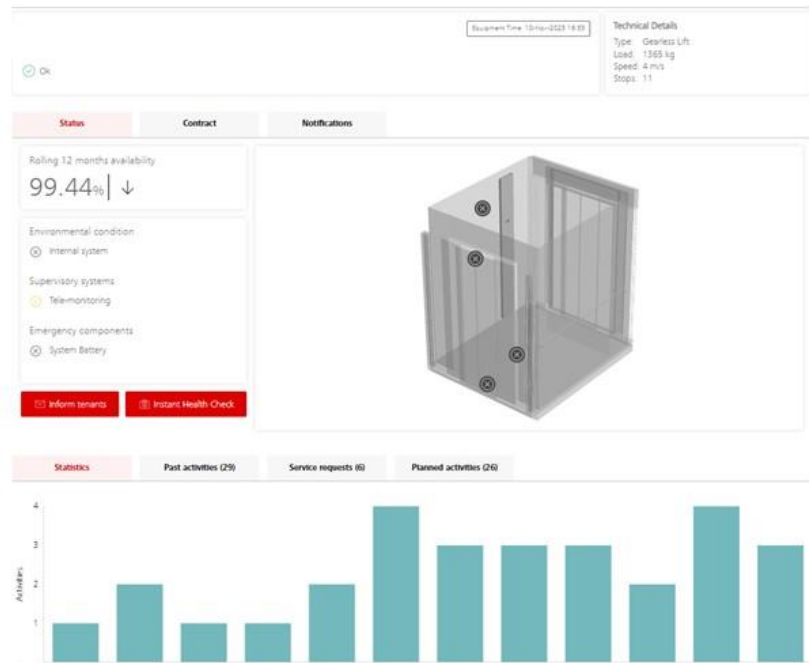 Equipment Time: 10-Nov-2023 16:55
Technical Details
Type: Gearless Lift
Load: 1365 kg
Speed: 4 m/s
Stops: 11
Ok
Status
Contract
Notifications
Rolling 12 months availability
99.44%
Environmental condition
Internal system
Supervisory systems
Tele-monitoring
Emergency components
System Battery
Inform tenants
Instant Health Check
Statistics
Past activities (29)
Service requests (6)
Planned activities (26)
4
3
2
1
Activities